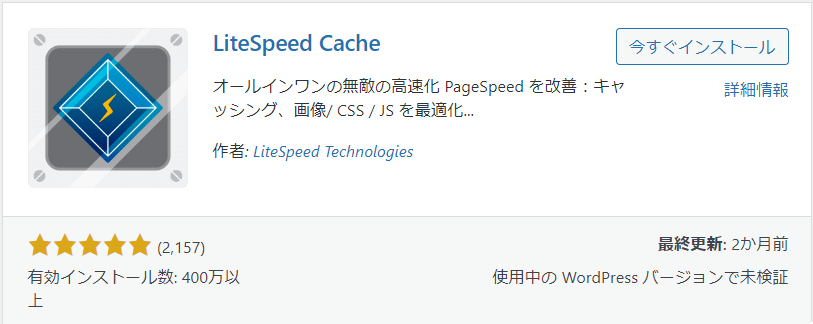 LiteSpeed Cache
今すぐインストール
オールインワンの無敵の高速化 PageSpeed を改善：キャ
ッシング、画像/ CSS / JS を最適化...
詳細情報
作者: LiteSpeed Technologies
(2,157)
最終更新: 2か月前
有効インストール数: 400万以
上
使用中の WordPress バージョンで未検証